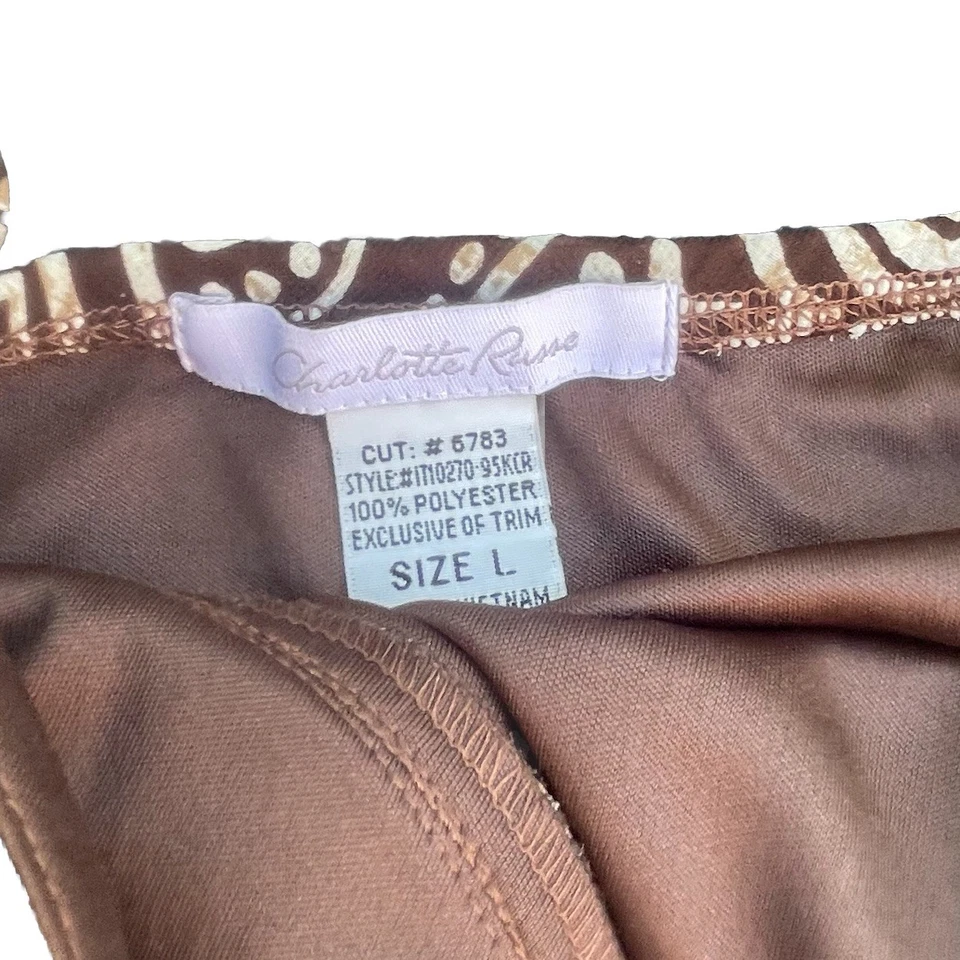 Charlotte Russe
CUT: # 6783
STYLE:#IT10270-95KCR
100% POLYESTER
EXCLUSIVE OF TRIM
SIZE L